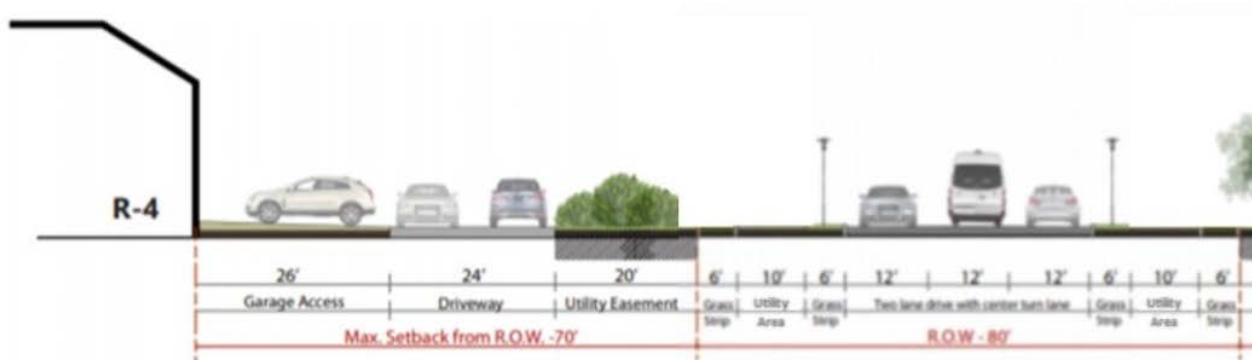 R-4
26' 24' 20' 6' 10' 6' 12' 12' 12' 6' 10' 6'
Garage Access Driveway Utility Easement Grass Strip Utility Area Grass Strip Two lane drive with center turn lane Grass Strip Utility Area Grass Strip
Max. Setback from R.O.W. -70' R.O.W - 80'